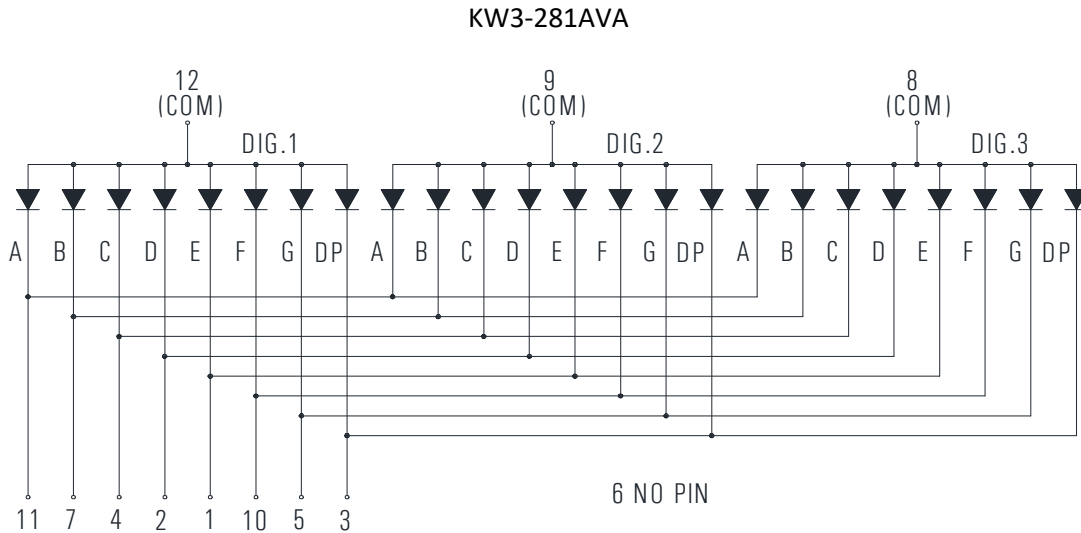 KW3-281AVA
12 9 8
(COM) (COM) (COM)
DIG.1 DIG.2 DIG.3
A B C D E F G DP A B C D E F G DP A B C D E F G DP
6 NO PIN
11 7 4 2 1 10 5 3